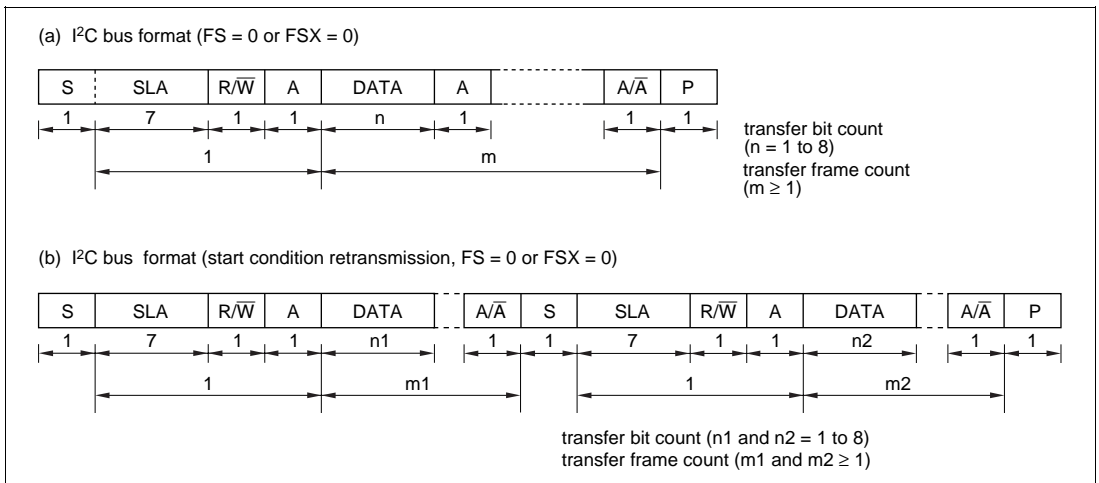 (a) I²C bus format (FS = 0 or FSX = 0)
S SLA R/W̅ A DATA A A/A̅ P
1 7 1 1 n 1 1 1
1 m
transfer bit count
(n = 1 to 8)
transfer frame count
(m ≥ 1)
(b) I²C bus format (start condition retransmission, FS = 0 or FSX = 0)
S SLA R/W̅ A DATA A/A̅ S SLA R/W̅ A DATA A/A̅ P
1 7 1 1 n1 1 1 7 1 1 n2 1 1
1 m1 1 m2
transfer bit count (n1 and n2 = 1 to 8)
transfer frame count (m1 and m2 ≥ 1)